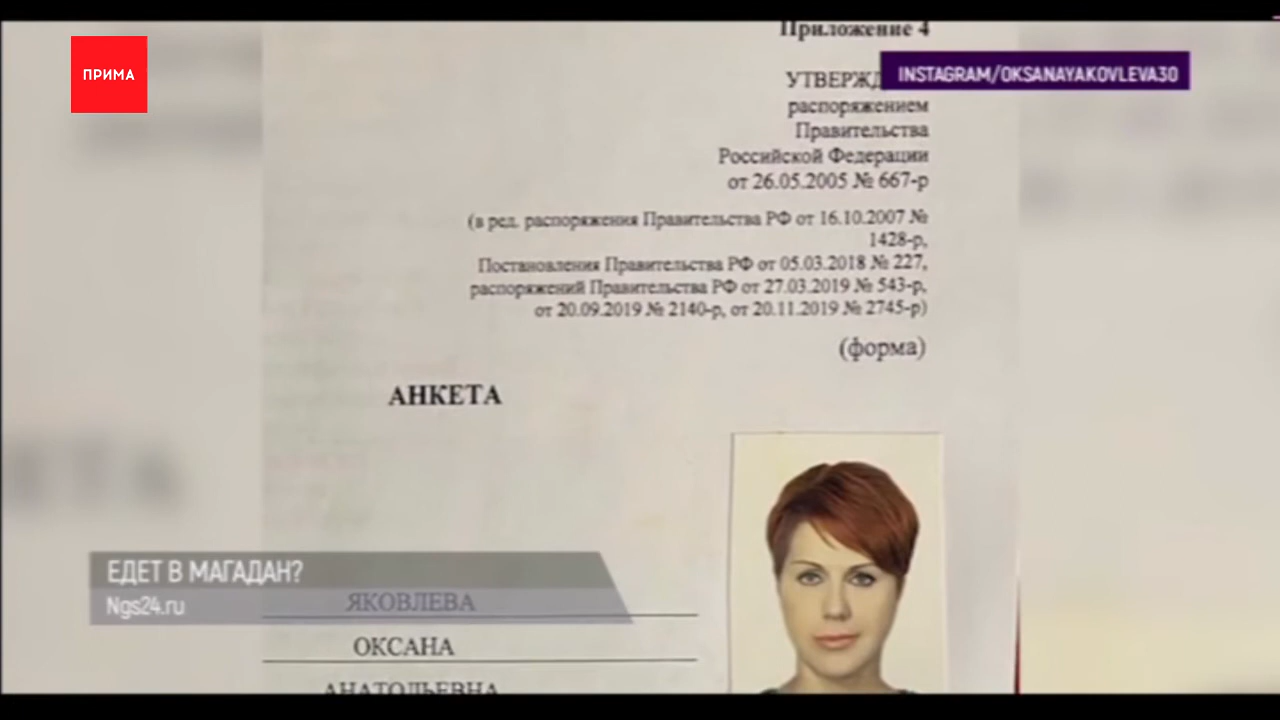 Приложение 4
ПРИМА
INSTAGRAM/OKSANAYAKOVLEVA30
УТВЕРЖД
распоряжением
Правительства
Российской Федерации
от 26.05.2005 № 667-р
(в ред. распоряжения Правительства РФ от 16.10.2007 №
1428-р,
Постановления Правительства РФ от 05.03.2018 № 227,
распоряжений Правительства РФ от 27.03.2019 № 543-р,
от 20.09.2019 № 2140-р, от 20.11.2019 № 2745-р)
(форма)
АНКЕТА
ЕДЕТ В МАГАДАН?
Ngs24.ru
ЯКОВЛЕВА
ОКСАНА
АНАТОЛЬЕВНА